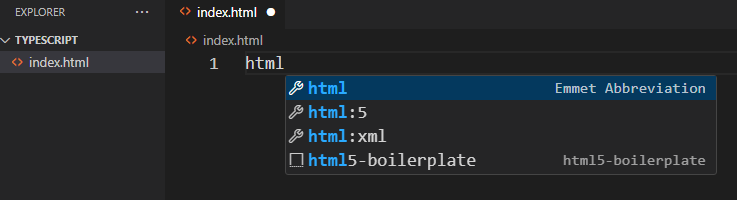 EXPLORER ...
index.html
TYPESCRIPT
index.html
index.html
1 html
html Emmet Abbreviation
html:5
html:xml
html5-boilerplate html5-boilerplate